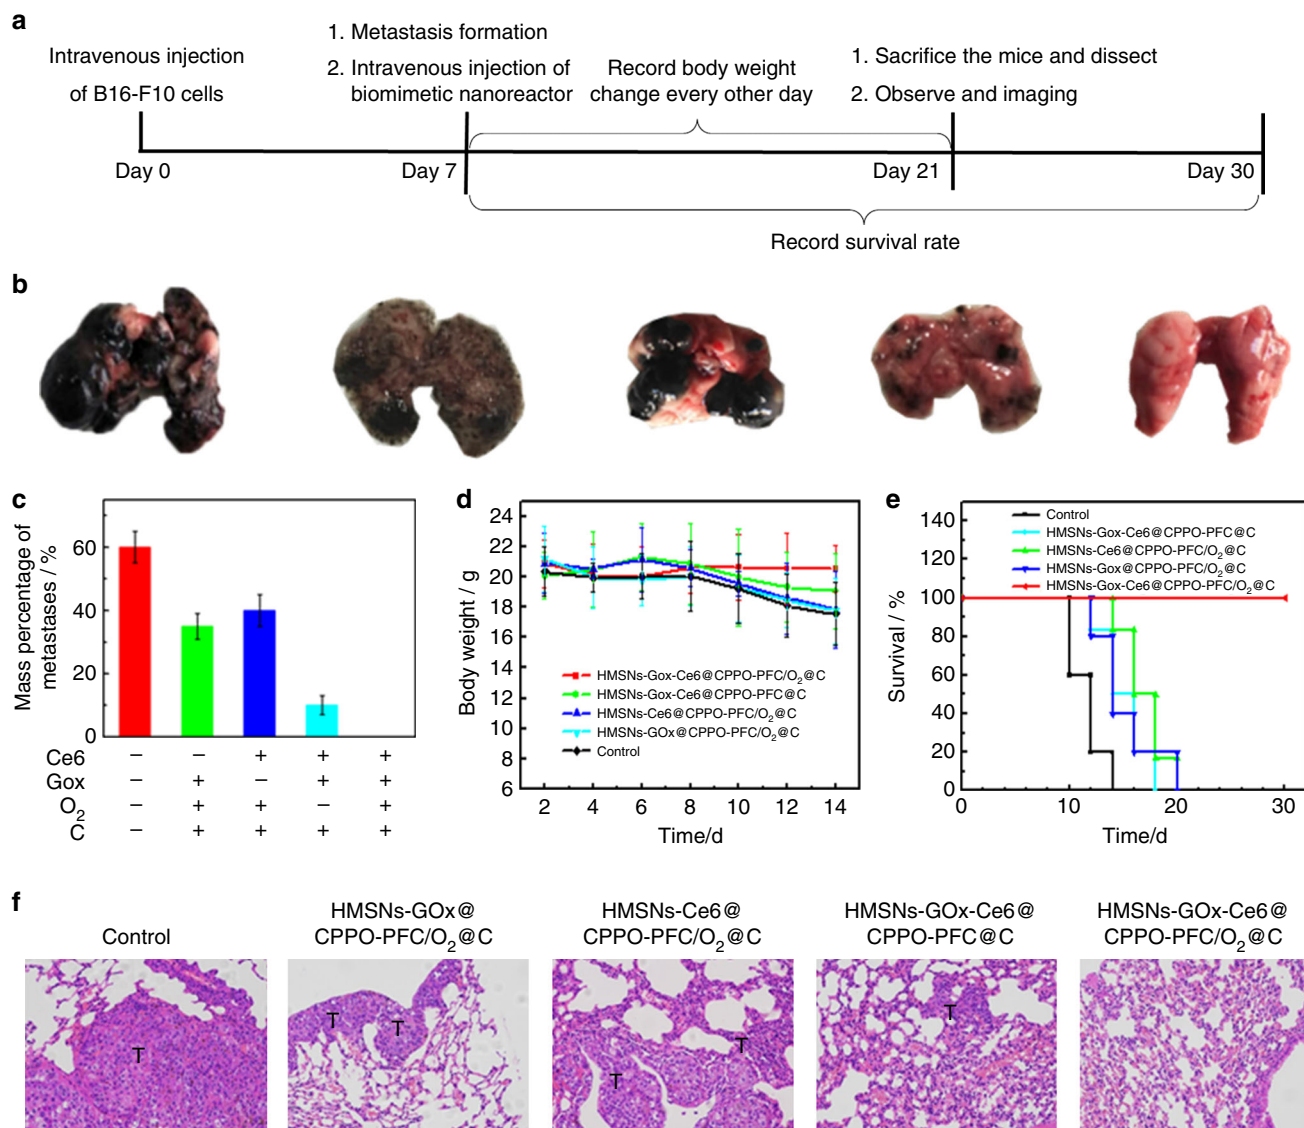 a
Intravenous injection
of B16-F10 cells
1. Metastasis formation
2. Intravenous injection of
biomimetic nanoreactor
Record body weight
change every other day
1. Sacrifice the mice and dissect
2. Observe and imaging
Day 0
Day 7
Day 21
Day 30
Record survival rate
b
c
Mass percentage of
metastases /%
60
40
20
0
Ce6 – – + + +
Gox – + – + +
O2 – + + – +
C – + + + +
d
Body weight / g
24
22
20
18
16
14
12
10
8
6
HMSNs-Gox-Ce6@CPPO-PFC/O2@C
HMSNs-Gox-Ce6@CPPO-PFC@C
HMSNs-Ce6@CPPO-PFC/O2@C
HMSNs-GOx@CPPO-PFC/O2@C
Control
2 4 6 8 10 12 14
Time/d
e
Survival / %
140
120
100
80
60
40
20
0
Control
HMSNs-Gox-Ce6@CPPO-PFC@C
HMSNs-Ce6@CPPO-PFC/O2@C
HMSNs-Gox@CPPO-PFC/O2@C
HMSNs-Gox-Ce6@CPPO-PFC/O2@C
0 10 20 30
Time/d
f
Control
HMSNs-GOx@
CPPO-PFC/O2@C
HMSNs-Ce6@
CPPO-PFC/O2@C
HMSNs-GOx-Ce6@
CPPO-PFC@C
HMSNs-GOx-Ce6@
CPPO-PFC/O2@C
T
T T
T T
T